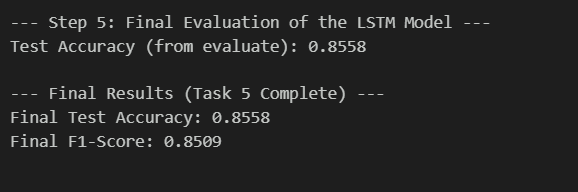 --- Step 5: Final Evaluation of the LSTM Model ---
Test Accuracy (from evaluate): 0.8558
--- Final Results (Task 5 Complete) ---
Final Test Accuracy: 0.8558
Final F1-Score: 0.8509